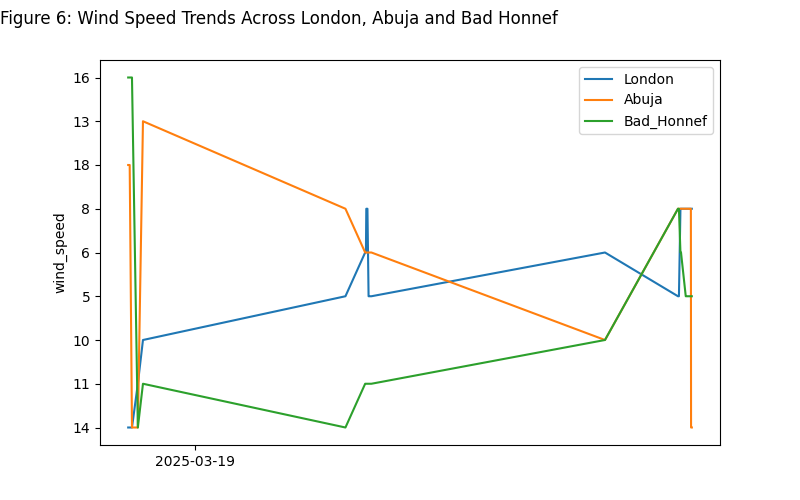 Figure 6: Wind Speed Trends Across London, Abuja and Bad Honnef
London
Abuja
Bad_Honnef
wind_speed
16
13
18
8
6
5
10
11
14
2025-03-19